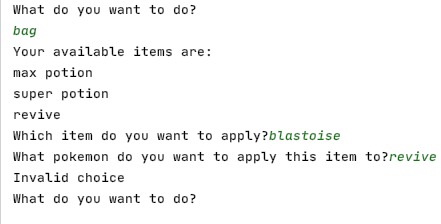 What do you want to do?
bag
Your available items are:
max potion
super potion
revive
Which item do you want to apply?blastoise
What pokemon do you want to apply this item to?revive
Invalid choice
What do you want to do?